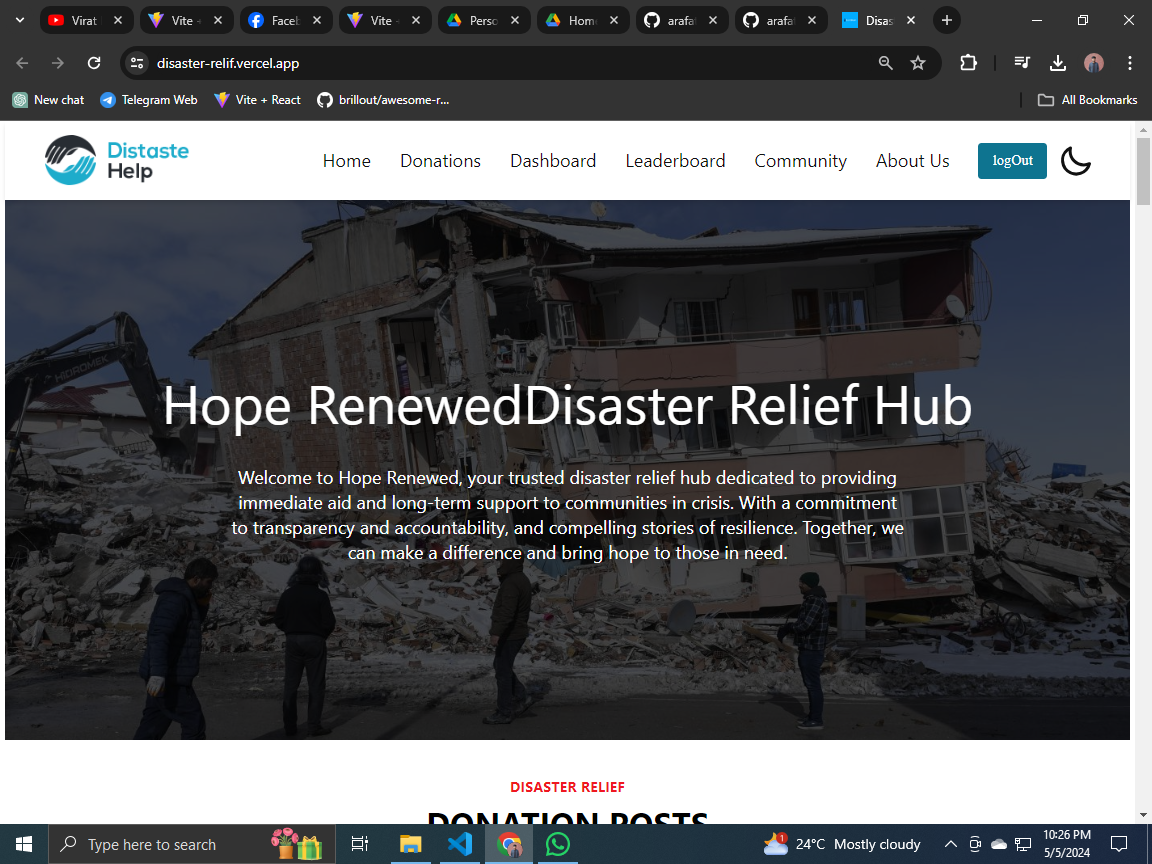 Virat
Vite
Faceb
Vite
Perso
Home
arafa
arafa
Disas
disaster-relif.vercel.app
New chat
Telegram Web
Vite + React
brillout/awesome-r...
All Bookmarks
Distaste
Help
Home
Donations
Dashboard
Leaderboard
Community
About Us
logOut
HIDROMEK
Hope RenewedDisaster Relief Hub
Welcome to Hope Renewed, your trusted disaster relief hub dedicated to providing
immediate aid and long-term support to communities in crisis. With a commitment
to transparency and accountability, and compelling stories of resilience. Together, we
can make a difference and bring hope to those in need.
DISASTER RELIEF
DONATION POSTS
Type here to search
1
24°C Mostly cloudy
10:26 PM
5/5/2024